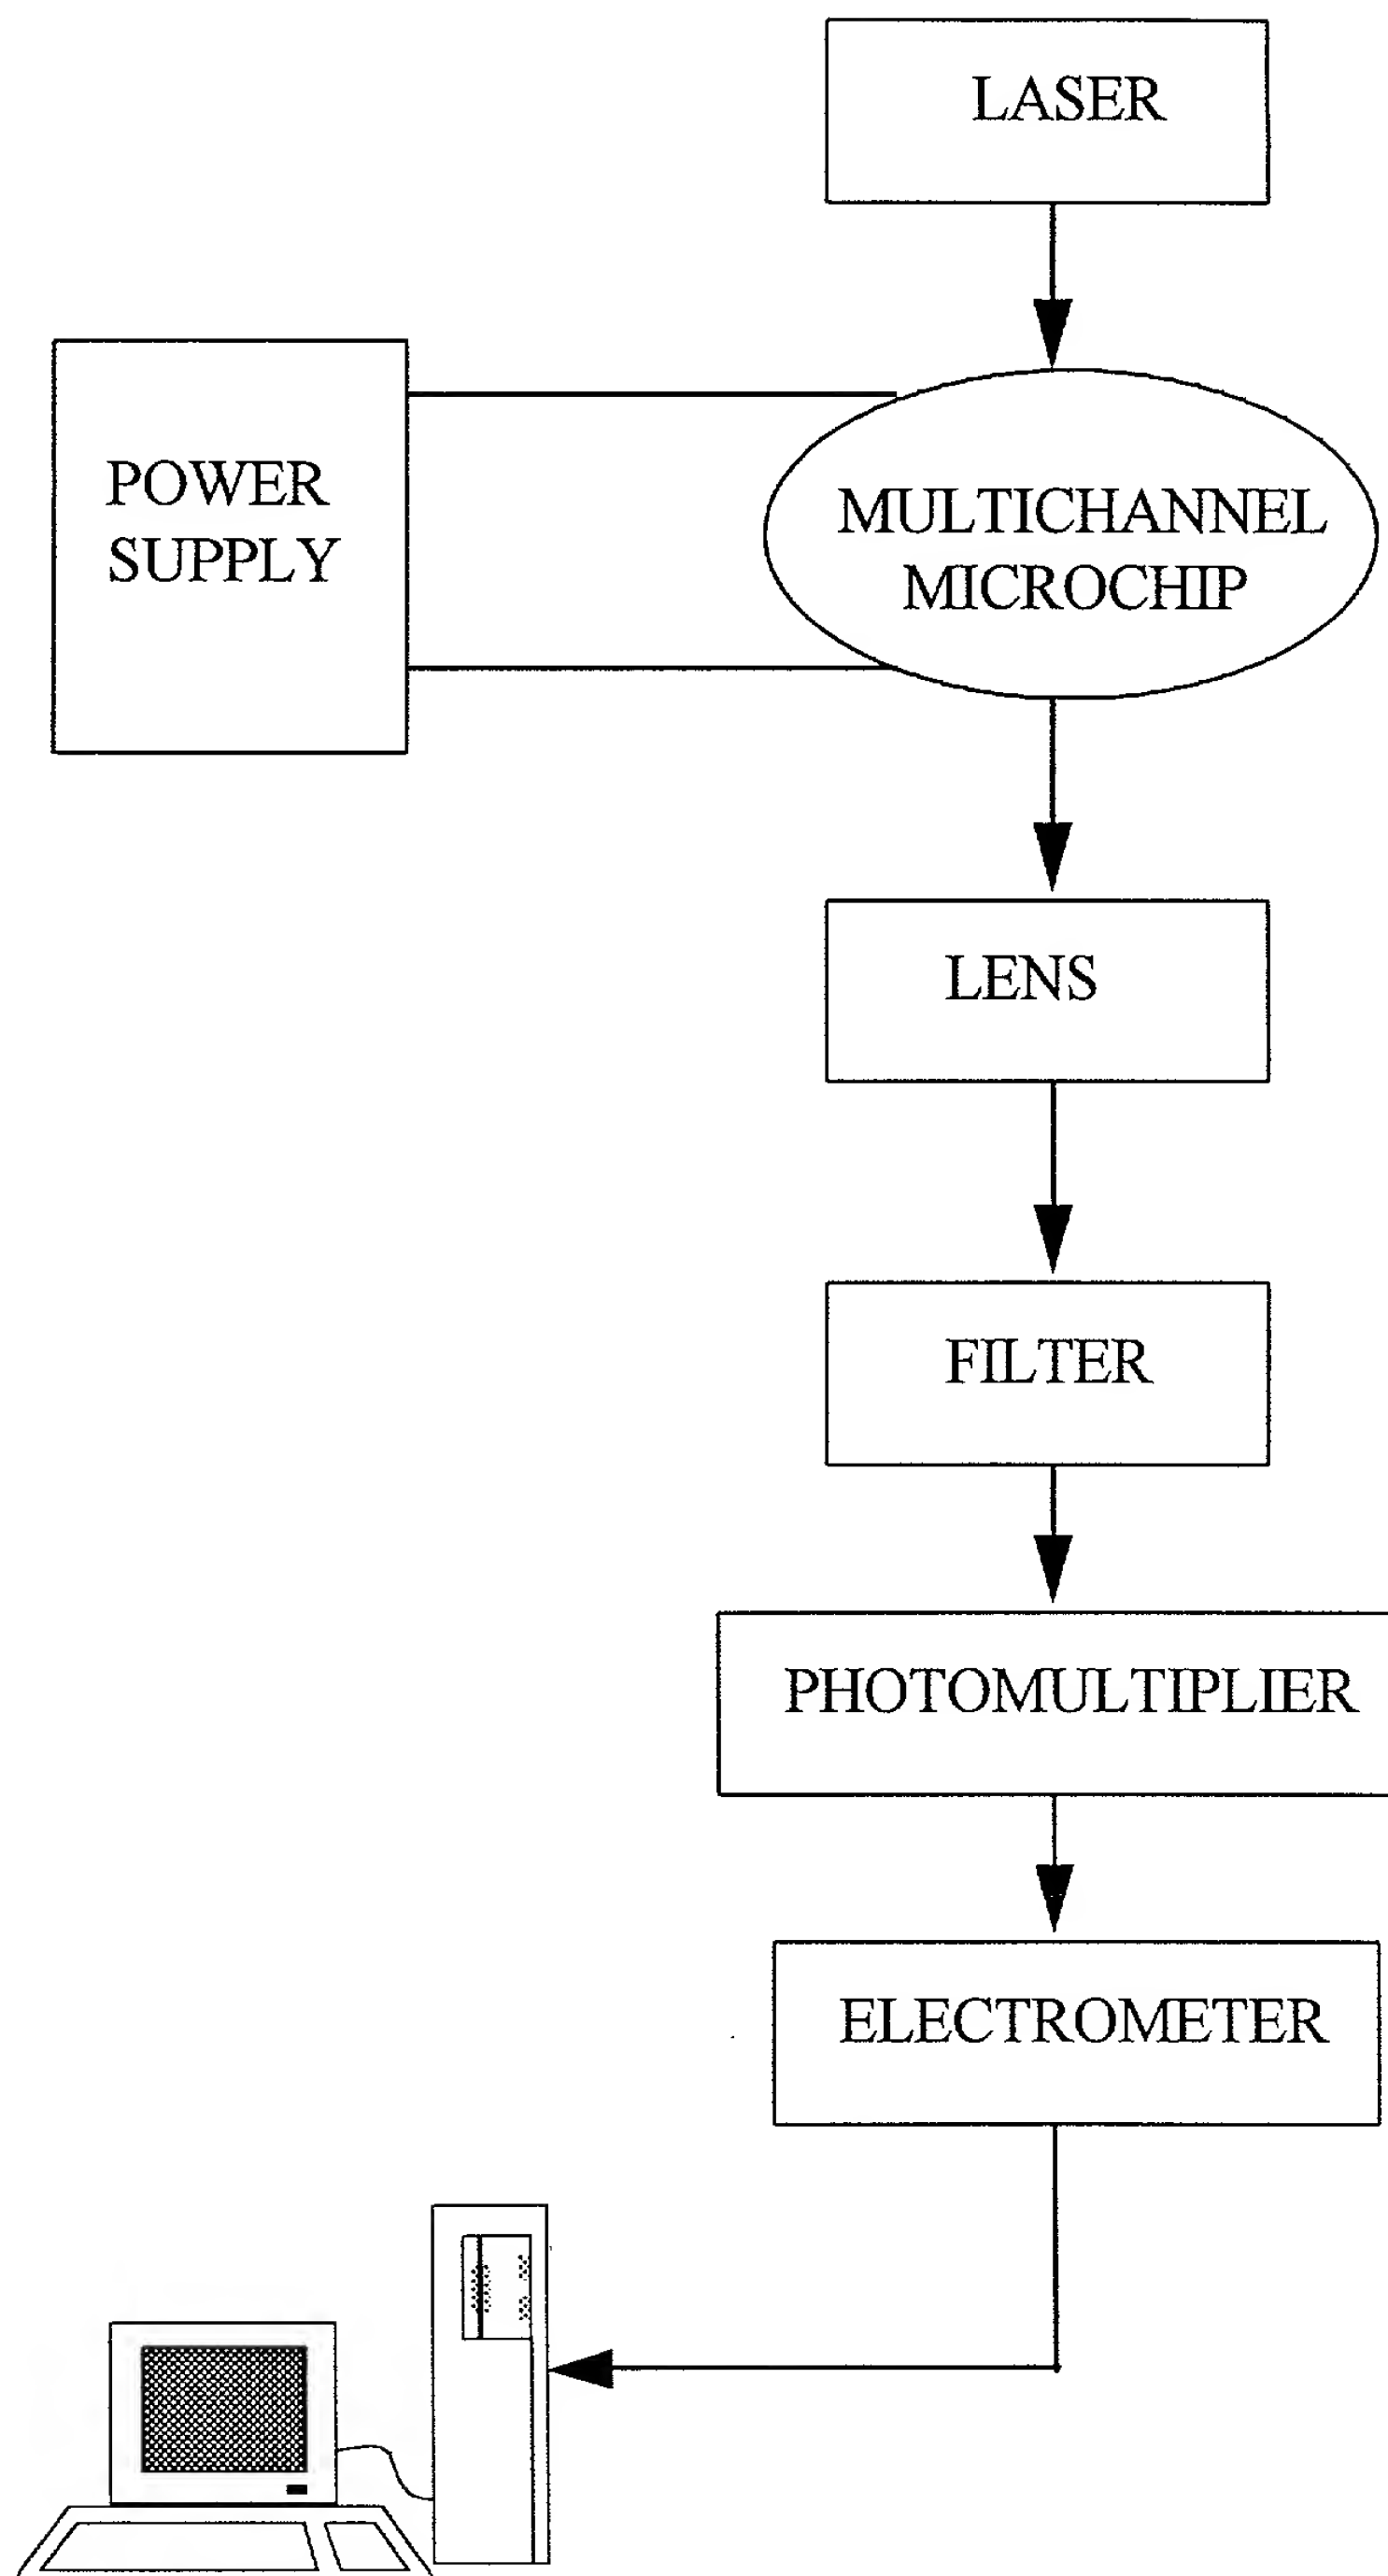 LASER
POWER
SUPPLY
MULTICHANNEL
MICROCHIP
LENS
FILTER
PHOTOMULTIPLIER
ELECTROMETER